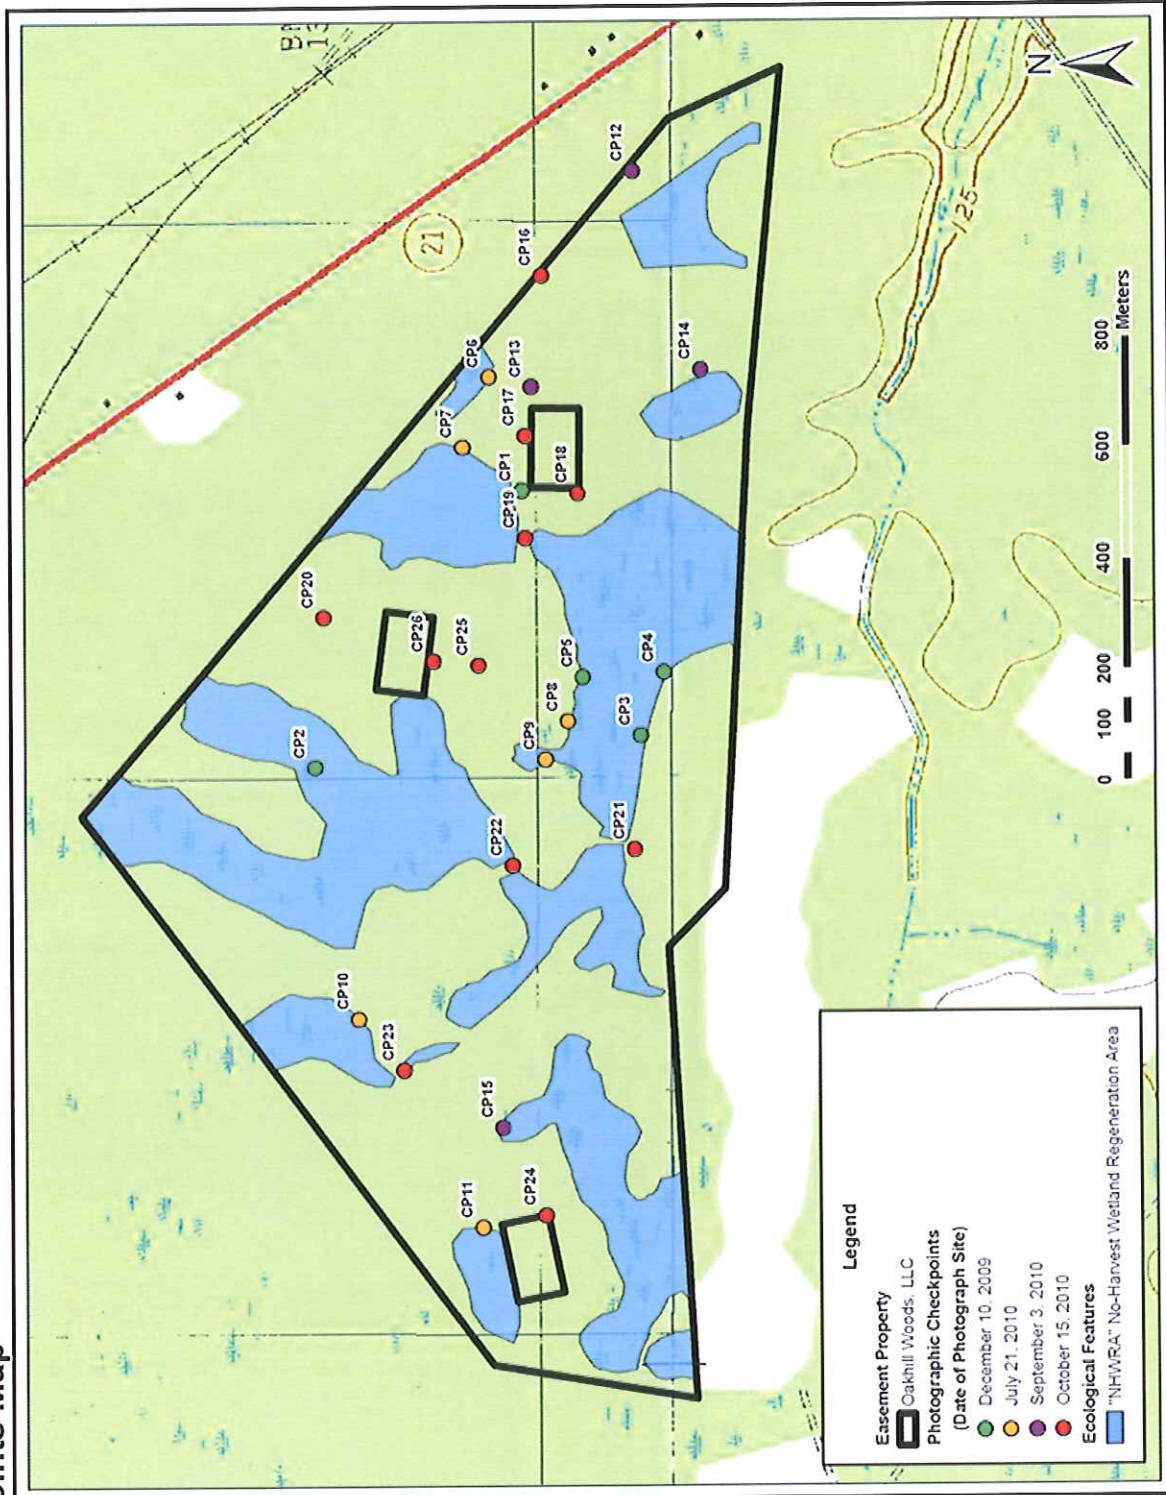 BM
21
CP12
CP16
CP6
CP13
CP14
CP7
CP17
CP1
CP18
CP19
CP20
CP26
CP25
CP5
CP4
CP8
CP3
CP9
CP2
CP21
CP22
CP10
CP23
CP15
CP11
CP24
125
N
0 100 200 400 600 800
Meters
Legend
Easement Property
Oakhill Woods, LLC
Photographic Checkpoints
(Date of Photograph Site)
December 10, 2009
July 21, 2010
September 3, 2010
October 15, 2010
Ecological Features
"NHWRA" No-Harvest Wetland Regeneration Area